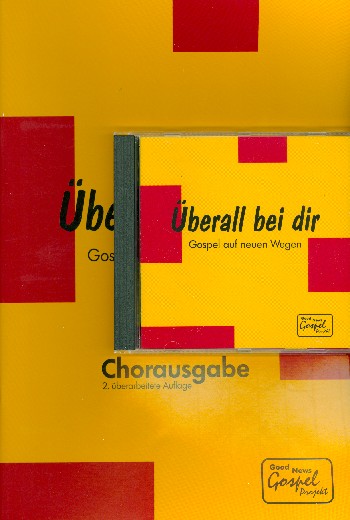 Übe
Gos
Überall bei dir
Gospel auf neuen Wegen
Good News
Gospel
Projekt
Chorausgabe
2. überarbeitete Auflage
Good News
Gospel
Projekt